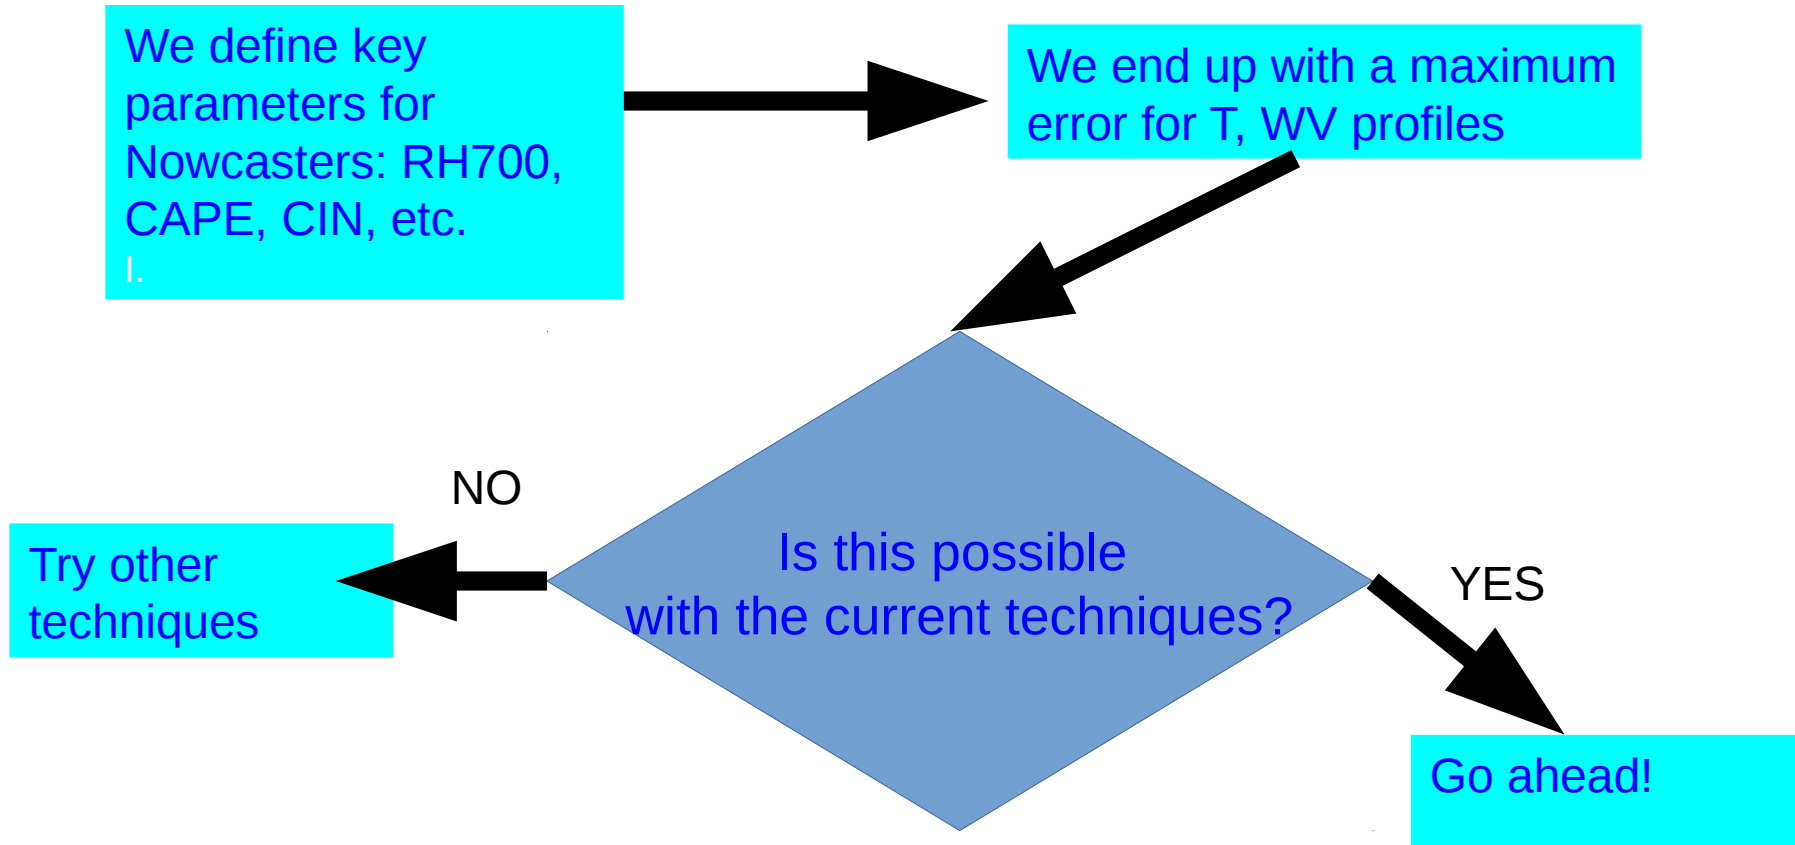 We define key
parameters for
Nowcasters: RH700,
CAPE, CIN, etc.
I.
We end up with a maximum
error for T, WV profiles
Is this possible
with the current techniques?
NO
Try other
techniques
YES
Go ahead!